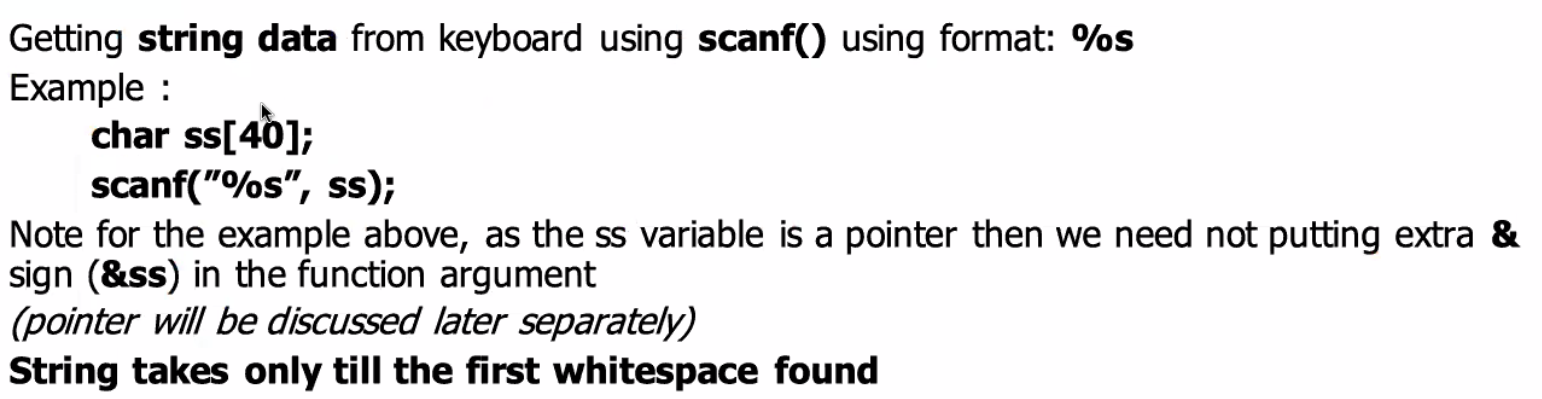 Getting string data from keyboard using scanf() using format: %s
Example :
char ss[40];
scanf(”%s”, ss);
Note for the example above, as the ss variable is a pointer then we need not putting extra &
sign (&ss) in the function argument
(pointer will be discussed later separately)
String takes only till the first whitespace found